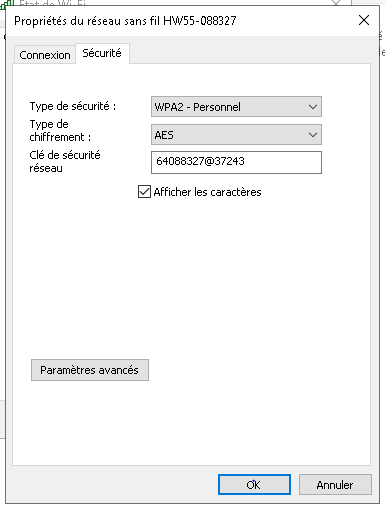 État de Wi-Fi
Propriétés du réseau sans fil HW55-088327
Connexion
Sécurité
Type de sécurité :
WPA2 - Personnel
Type de
chiffrement :
AES
Clé de sécurité
réseau
64088327@37243
Afficher les caractères
Paramètres avancés
OK
Annuler